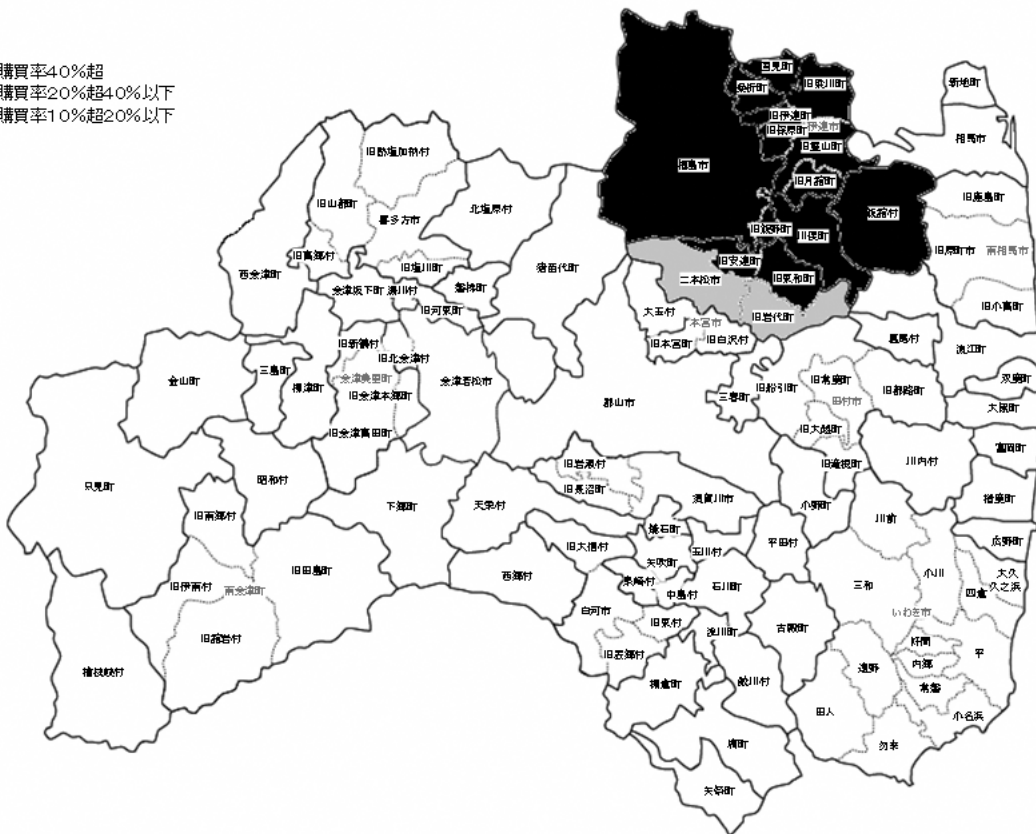 購買率40%超
購買率20%超40%以下
購買率10%超20%以下
国見町
桑折町
旧梁川町
新地町
旧伊達町
伊達市
旧保原町
相馬市
旧霊山町
福島市
旧月舘町
旧熱塩加納村
旧山都町
北塩原村
喜多方市
旧鹿島町
飯舘村
旧飯野町
川俣町
旧高郷村
旧塩川町
猪苗代町
旧安達町
旧原町市
南相馬市
西会津町
会津坂下町
湯川村
磐梯町
二本松市
旧東和町
旧河東町
大玉村
本宮市
旧岩代町
旧小高町
旧新鶴村
旧北会津村
旧本宮町
旧白沢村
葛尾村
浪江町
金山町
三島町
柳津町
会津美里町
会津若松市
旧会津本郷町
旧会津高田町
郡山市
三春町
旧船引町
旧常葉町
田村市
旧都路町
双葉町
大熊町
旧大越町
富岡町
只見町
昭和村
旧岩瀬村
旧滝根町
川内村
旧長沼町
須賀川市
下郷町
天栄村
小野町
楢葉町
旧南郷村
鏡石町
川前
旧大信村
矢吹町
玉川村
平田村
広野町
旧田島町
西郷村
泉崎村
中島村
石川町
三和
小川
大久
久之浜
四倉
旧伊南村
南会津町
白河市
旧東村
浅川町
古殿町
いわき市
旧舘岩村
旧表郷村
好間
平
内郷
檜枝岐村
棚倉町
鮫川村
遠野
常磐
田人
小名浜
塙町
勿来
矢祭町